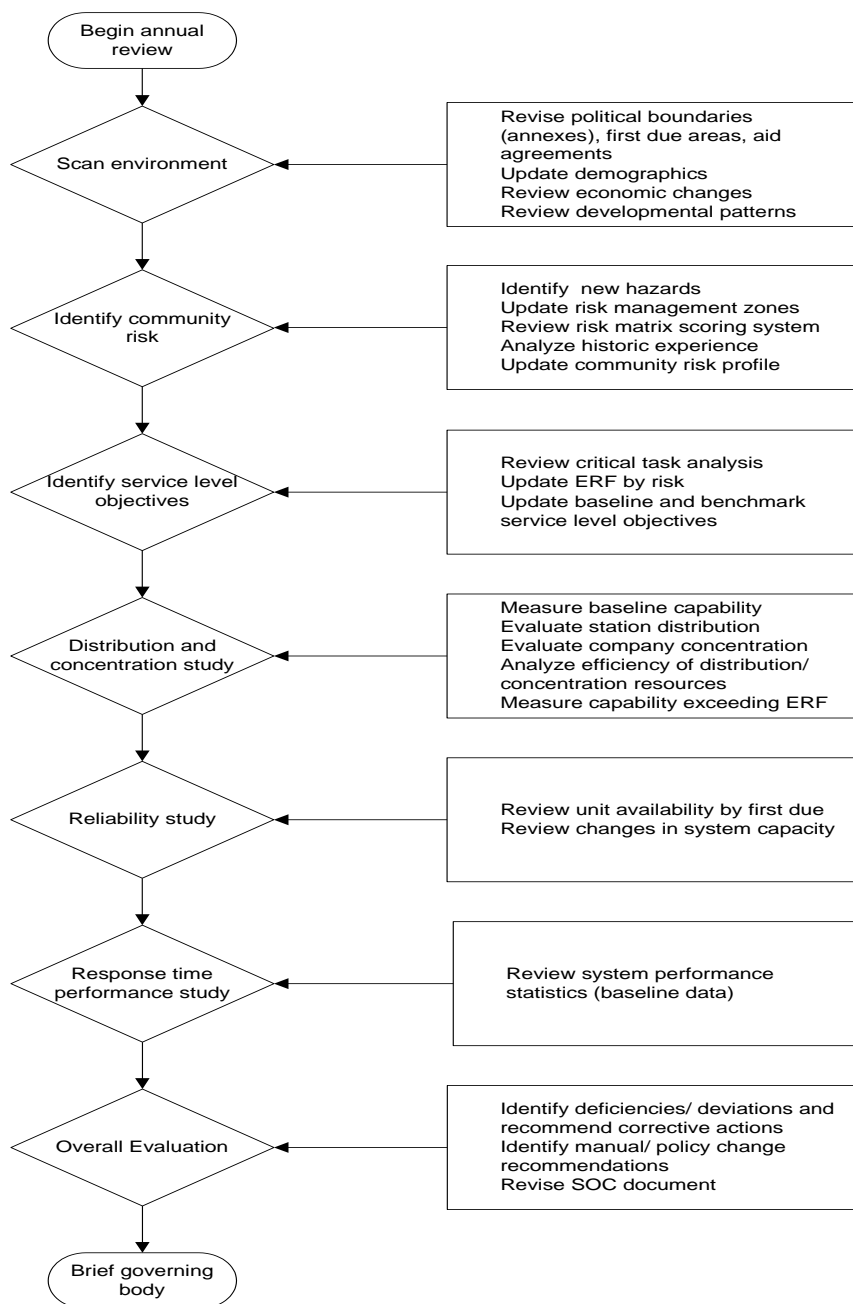 Begin annual
review
Scan environment
Revise political boundaries
(annexes), first due areas, aid
agreements
Update demographics
Review economic changes
Review developmental patterns
Identify community
risk
Identify new hazards
Update risk management zones
Review risk matrix scoring system
Analyze historic experience
Update community risk profile
Identify service level
objectives
Review critical task analysis
Update ERF by risk
Update baseline and benchmark
service level objectives
Distribution and
concentration study
Measure baseline capability
Evaluate station distribution
Evaluate company concentration
Analyze efficiency of distribution/
concentration resources
Measure capability exceeding ERF
Reliability study
Review unit availability by first due
Review changes in system capacity
Response time
performance study
Review system performance
statistics (baseline data)
Overall Evaluation
Identify deficiencies/ deviations and
recommend corrective actions
Identify manual/ policy change
recommendations
Revise SOC document
Brief governing
body